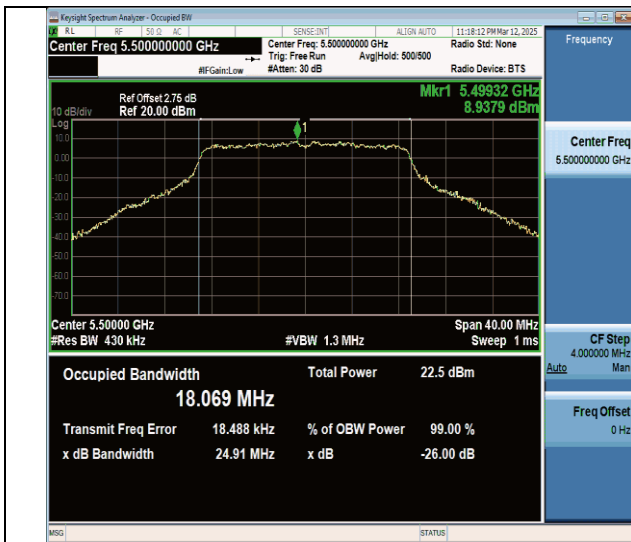 Keysight Spectrum Analyzer - Occupied BW
RL RF 50 Ω AC SENSE:INT ALIGN AUTO 11:18:12 PM Mar 12, 2025
Center Freq 5.500000000 GHz
Center Freq: 5.500000000 GHz
Radio Std: None
Trig: Free Run Avg|Hold: 500/500
#IFGain:Low
#Atten: 30 dB
Radio Device: BTS
Frequency
Mkr1 5.49932 GHz
8.9379 dBm
Ref Offset 2.75 dB
10 dB/div Ref 20.00 dBm
Log
1
10.0
0.00
-10.0
-20.0
-30.0
-40.0
-50.0
-60.0
-70.0
Center Freq
5.500000000 GHz
Center 5.50000 GHz Span 40.00 MHz
#Res BW 430 kHz #VBW 1.3 MHz Sweep 1 ms
CF Step
4.000000 MHz
Auto Man
Occupied Bandwidth Total Power 22.5 dBm
18.069 MHz
Transmit Freq Error 18.488 kHz % of OBW Power 99.00 %
x dB Bandwidth 24.91 MHz x dB -26.00 dB
Freq Offset
0 Hz
MSG STATUS